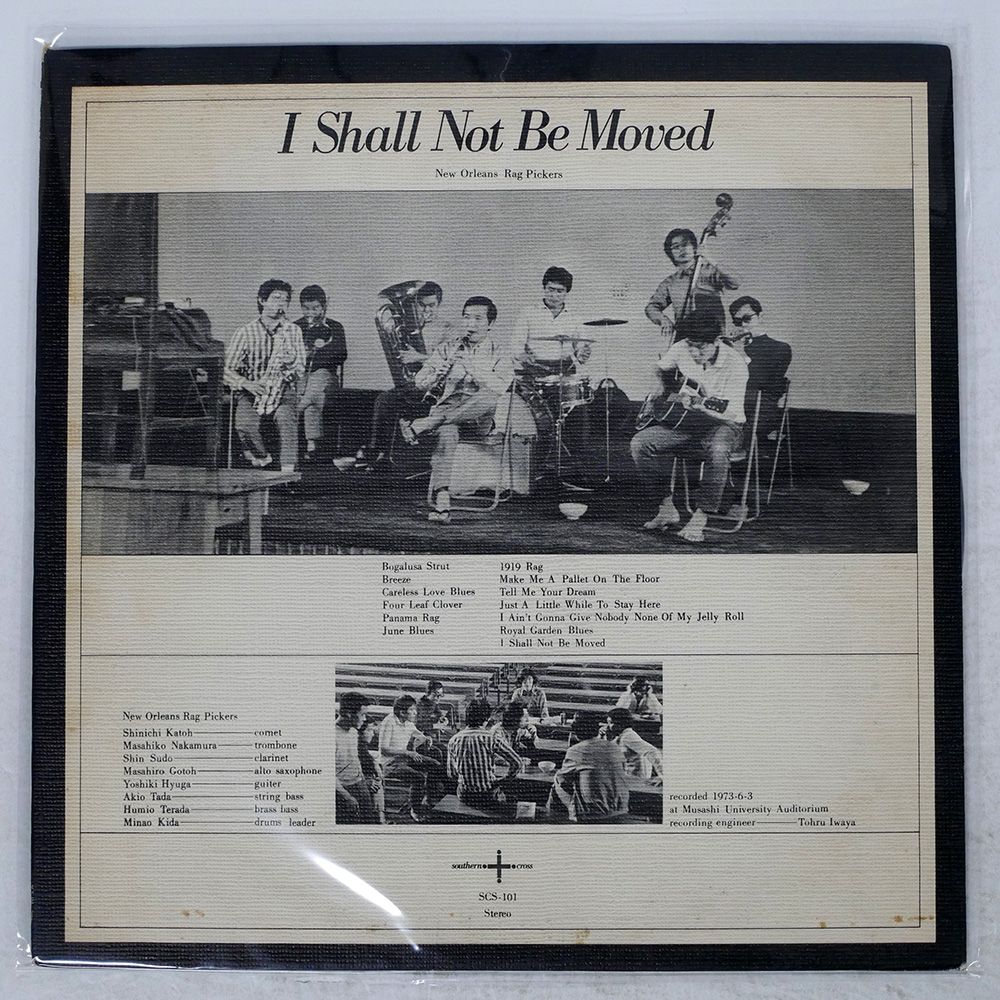 I Shall Not Be Moved
New Orleans Rag Pickers
Bogalusa Strut
Breeze
Careless Love Blues
Four Leaf Clover
Panama Rag
June Blues
1919 Rag
Make Me A Pallet On The Floor
Tell Me Your Dream
Just A Little While To Stay Here
I Ain't Gonna Give Nobody None Of My Jelly Roll
Royal Garden Blues
I Shall Not Be Moved
New Orleans Rag Pickers
Shinichi Katoh cornet
Masahiko Nakamura trombone
Shin Sudo clarinet
Masahiro Gotoh alto saxophone
Yoshiki Hyuga guiter
Akio Tada string bass
Humio Terada brass bass
Minao Kida drums leader
recorded 1973-6-3
at Musashi University Auditorium
recording engineer Tohru Iwaya
southern cross
SCS-101
Stereo